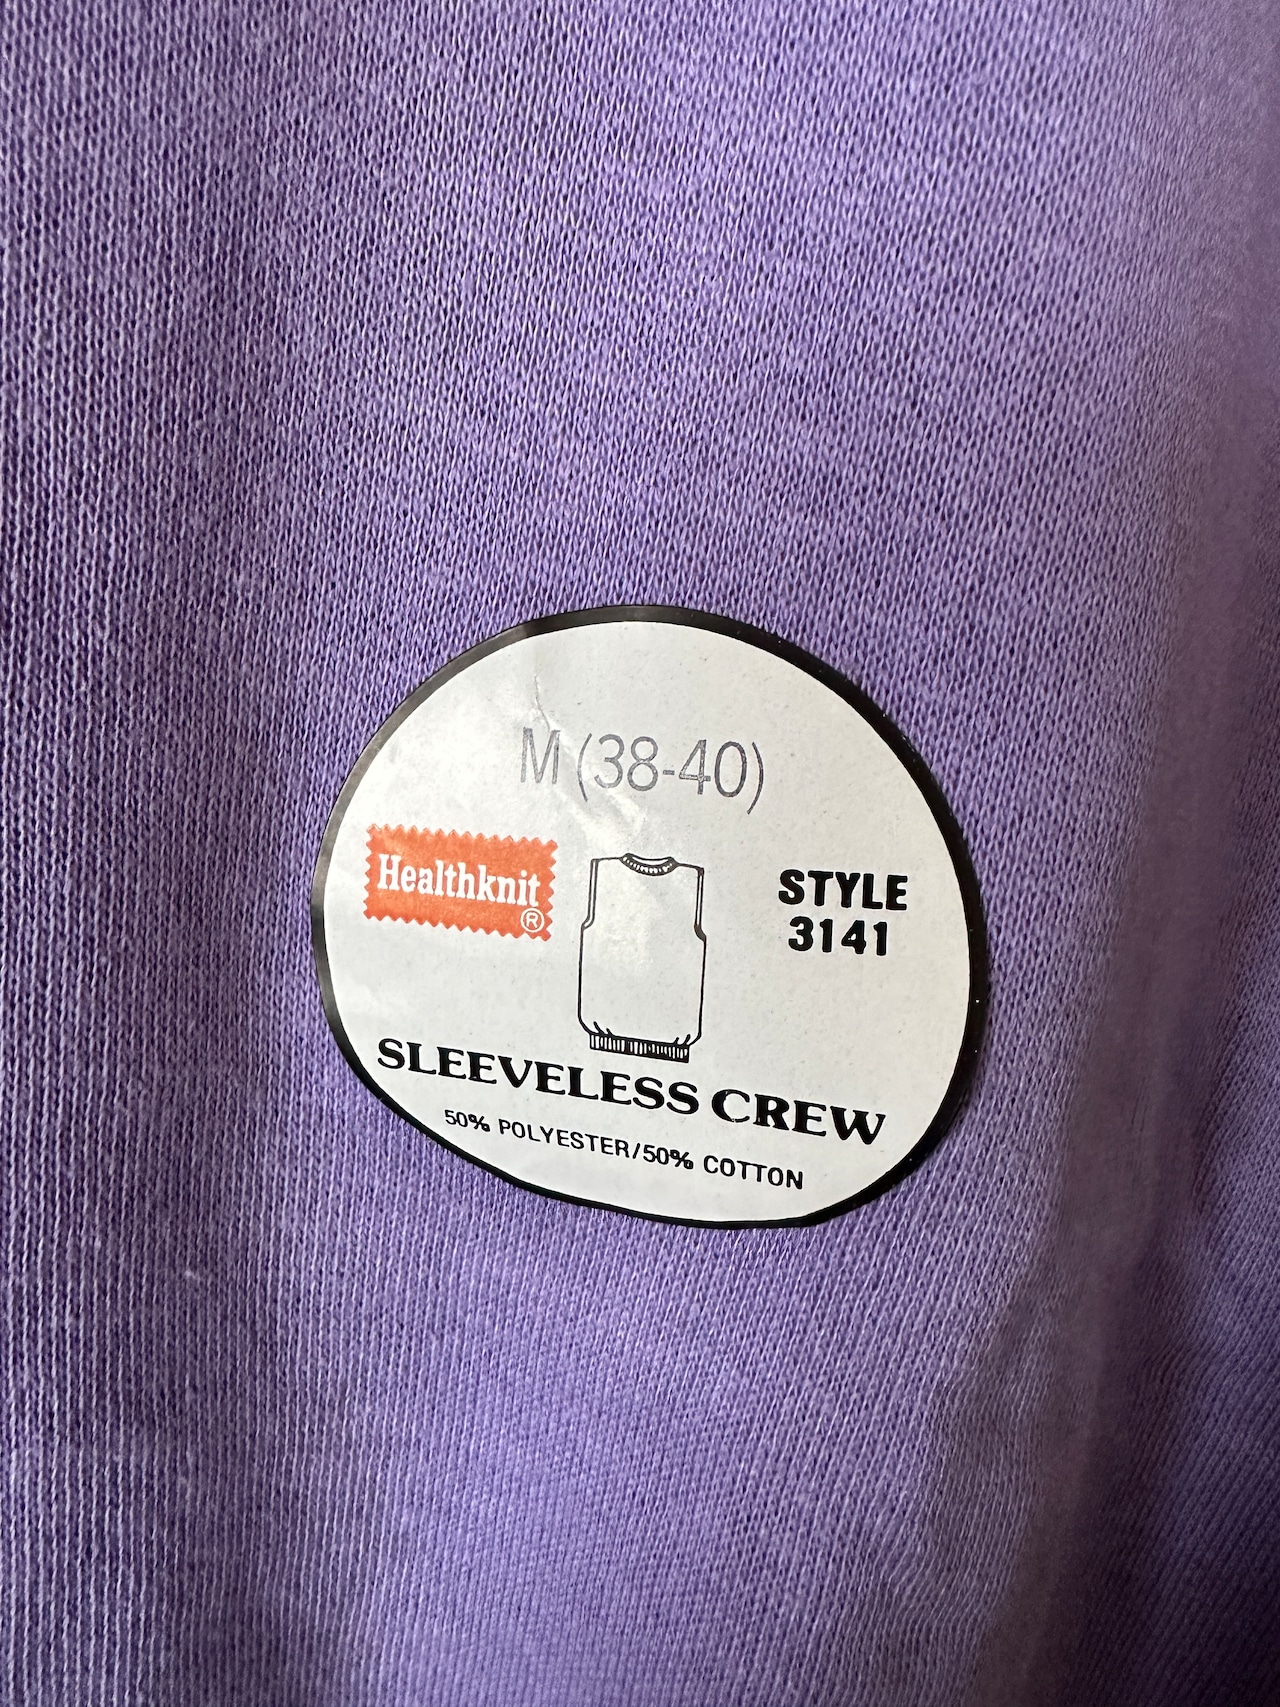 M (38-40)
Healthknit
®
STYLE
3141
SLEEVELESS CREW
50% POLYESTER/50% COTTON